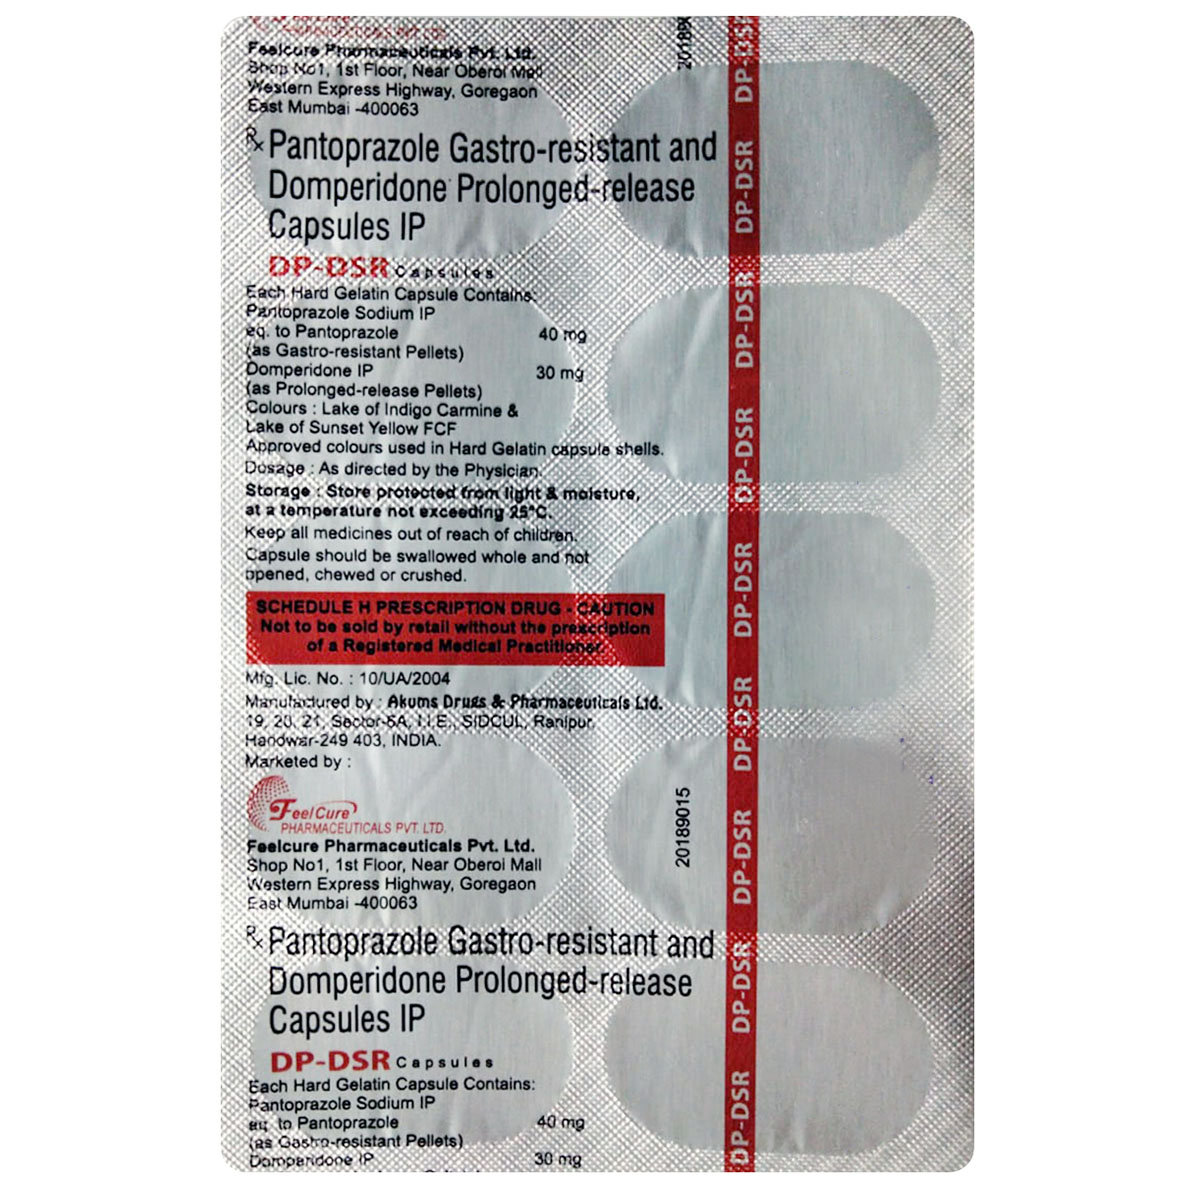 FeelCure
PHARMACEUTICALS PVT. LTD.
Feelcure Pharmaceuticals Pvt. Ltd.
Shop No1, 1st Floor, Near Oberoi Mall
Western Express Highway, Goregaon
East Mumbai -400063
Rx Pantoprazole Gastro-resistant and
Domperidone Prolonged-release
Capsules IP
DP-DSR Capsules
Each Hard Gelatin Capsule Contains:
Pantoprazole Sodium IP
eq. to Pantoprazole 40 mg
(as Gastro-resistant Pellets)
Domperidone IP 30 mg
(as Prolonged-release Pellets)
Colours : Lake of Indigo Carmine &
Lake of Sunset Yellow FCF
Approved colours used in Hard Gelatin capsule shells.
Dosage : As directed by the Physician.
Storage : Store protected from light & moisture,
at a temperature not exceeding 25°C.
Keep all medicines out of reach of children.
Capsule should be swallowed whole and not
opened, chewed or crushed.
SCHEDULE H PRESCRIPTION DRUG - CAUTION
Not to be sold by retail without the prescription
of a Registered Medical Practitioner.
Mfg. Lic. No. : 10/UA/2004
Manufactured by : Akums Drugs & Pharmaceuticals Ltd.
19, 20, 21, Sector-6A, I.I.E., SIDCUL, Ranipur,
Haridwar-249 403, INDIA.
Marketed by :
FeelCure
PHARMACEUTICALS PVT. LTD.
Feelcure Pharmaceuticals Pvt. Ltd.
Shop No1, 1st Floor, Near Oberoi Mall
Western Express Highway, Goregaon
East Mumbai -400063
Rx Pantoprazole Gastro-resistant and
Domperidone Prolonged-release
Capsules IP
DP-DSR Capsules
Each Hard Gelatin Capsule Contains:
Pantoprazole Sodium IP
eq. to Pantoprazole 40 mg
(as Gastro-resistant Pellets)
Domperidone IP 30 mg
20189015
DP-DSR
DP-DSR
DP-DSR
DP-DSR
DP-DSR
DP-DSR
DP-DSR
DP-DSR
DP-DSR